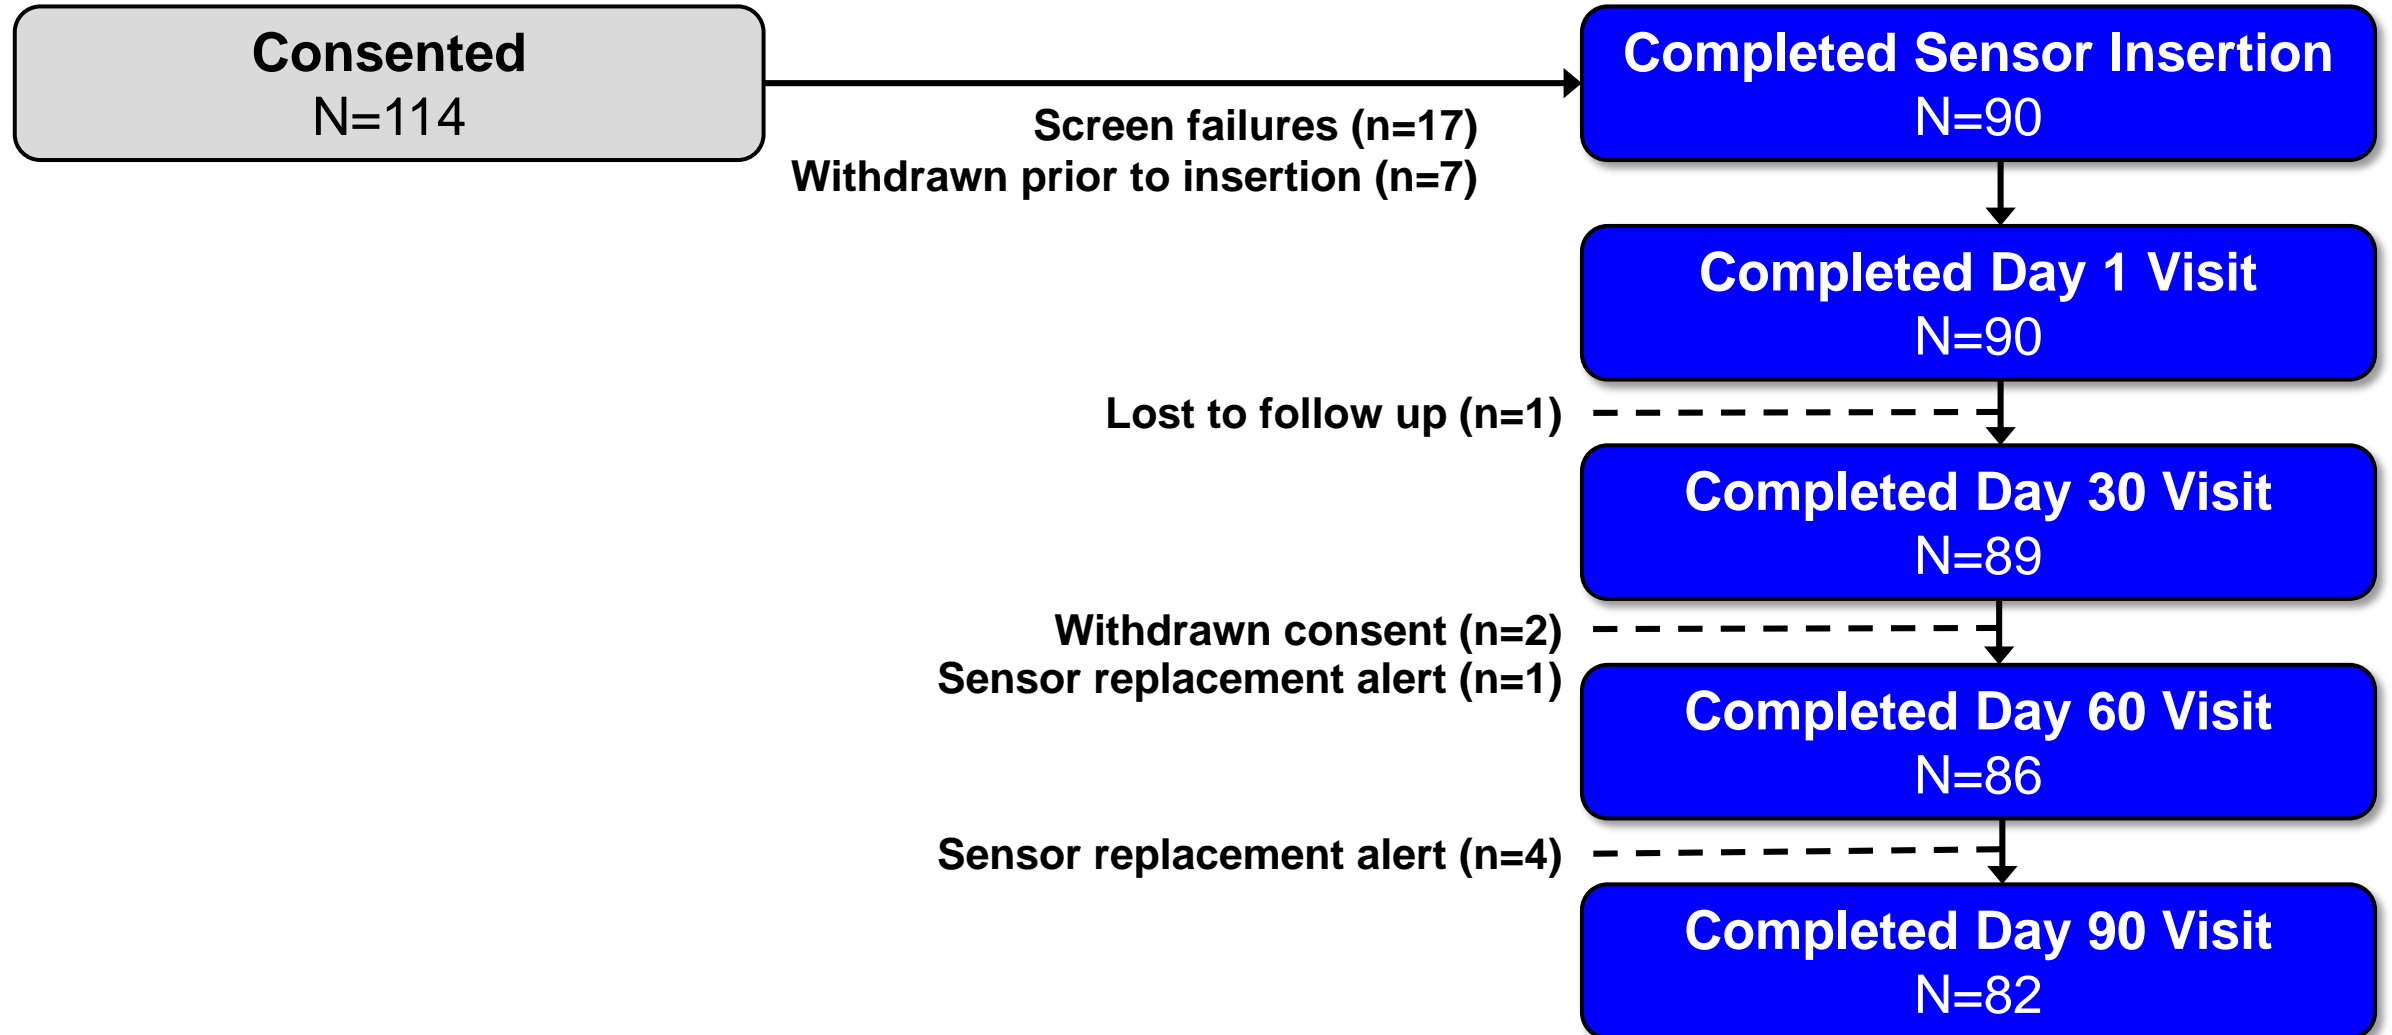 Consented
N=114
Screen failures (n=17)
Withdrawn prior to insertion (n=7)
Completed Sensor Insertion
N=90
Completed Day 1 Visit
N=90
Lost to follow up (n=1)
Completed Day 30 Visit
N=89
Withdrawn consent (n=2)
Sensor replacement alert (n=1)
Completed Day 60 Visit
N=86
Sensor replacement alert (n=4)
Completed Day 90 Visit
N=82